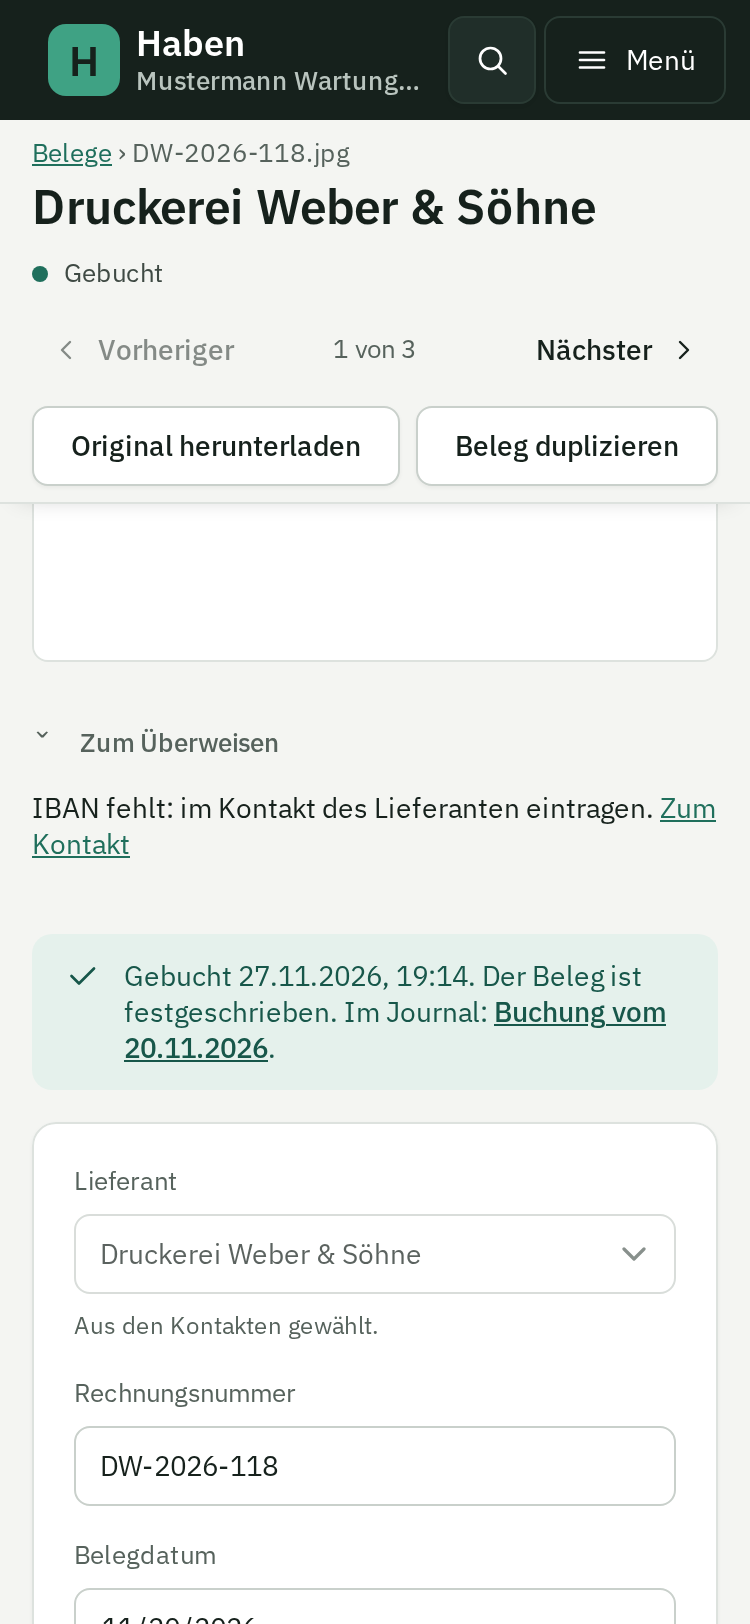 H
Haben
Mustermann Wartung...
Menü
Belege › DW-2026-118.jpg
Druckerei Weber & Söhne
Gebucht
Vorheriger
1 von 3
Nächster
Original herunterladen
Beleg duplizieren
Zum Überweisen
IBAN fehlt: im Kontakt des Lieferanten eintragen. Zum
Kontakt
Gebucht 27.11.2026, 19:14. Der Beleg ist
festgeschrieben. Im Journal: Buchung vom
20.11.2026.
Lieferant
Druckerei Weber & Söhne
Aus den Kontakten gewählt.
Rechnungsnummer
DW-2026-118
Belegdatum
11/20/2026